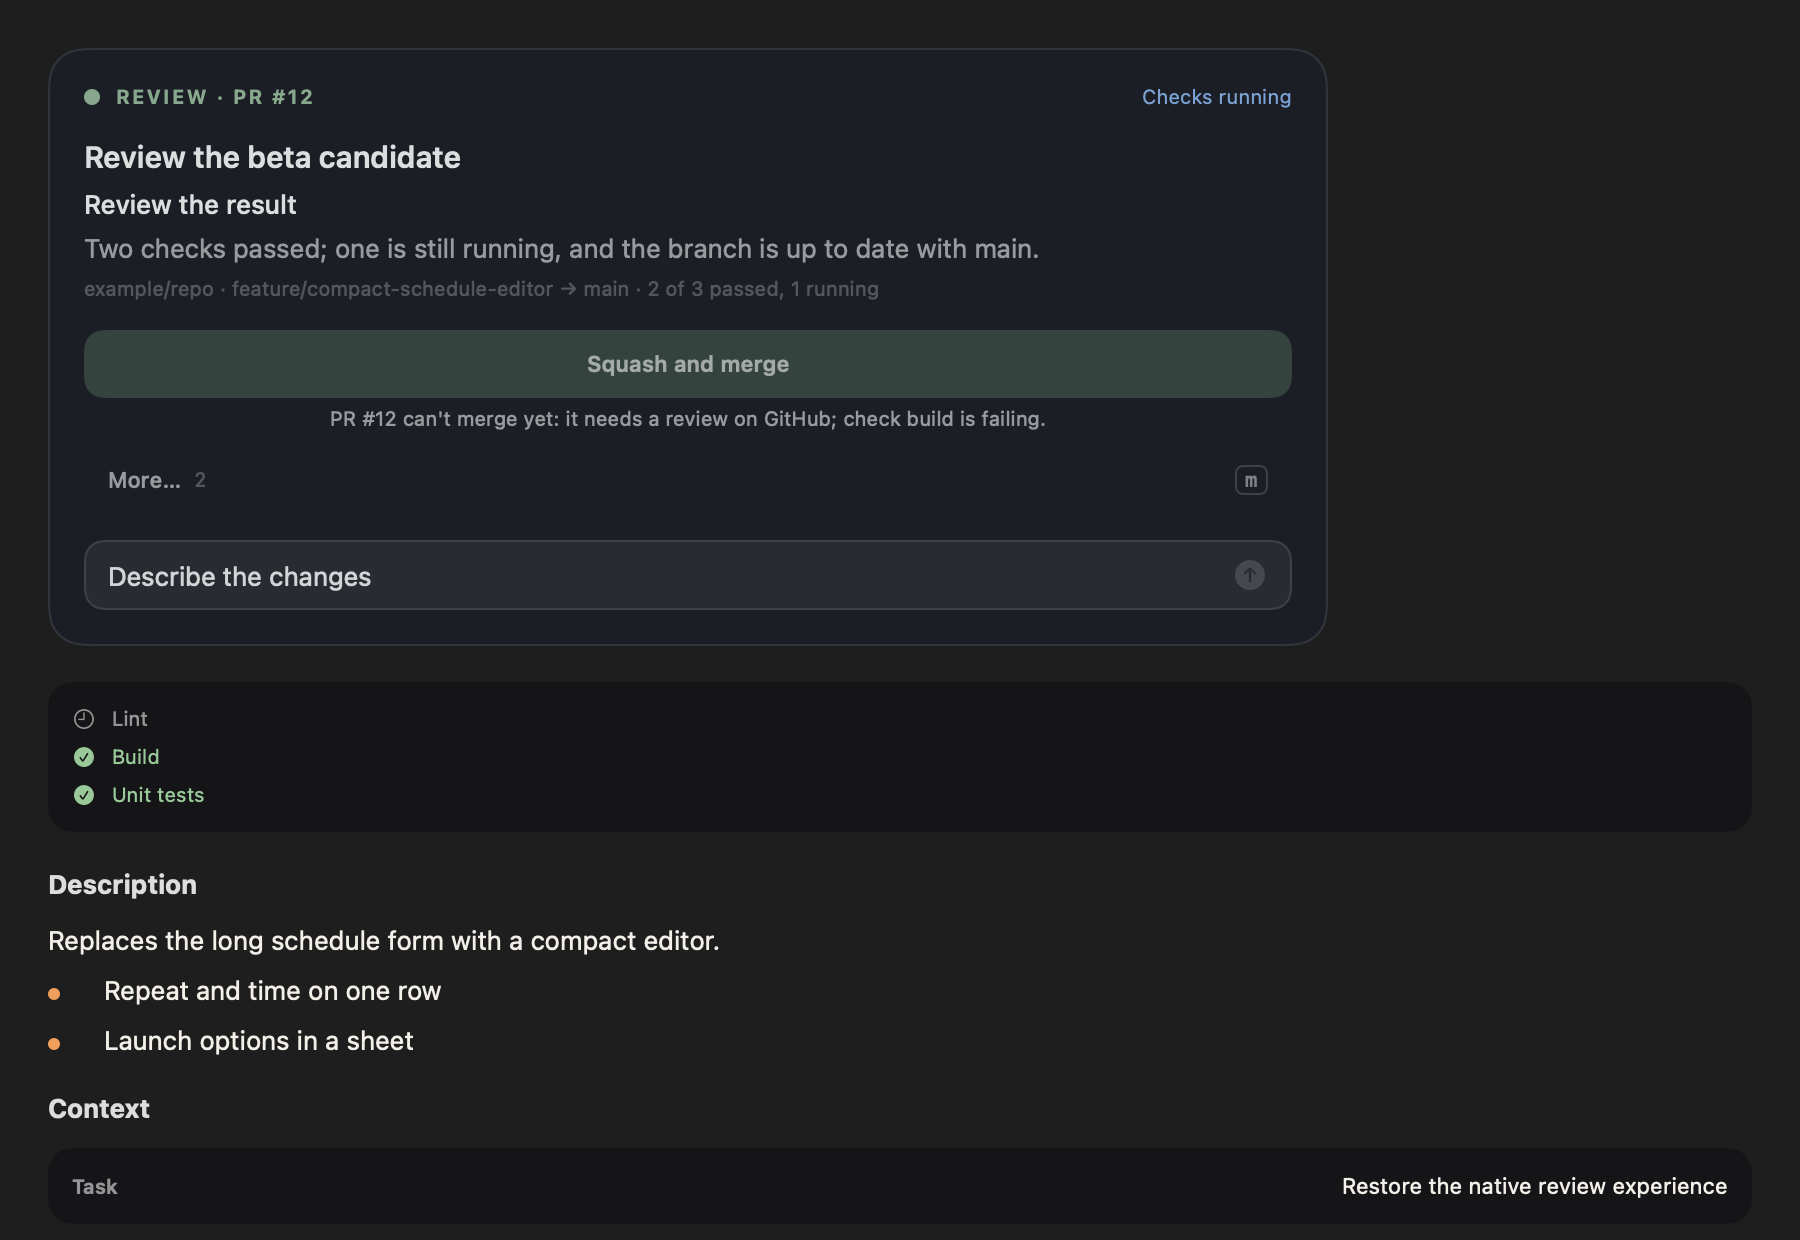 REVIEW · PR #12
Checks running
Review the beta candidate
Review the result
Two checks passed; one is still running, and the branch is up to date with main.
example/repo · feature/compact-schedule-editor → main · 2 of 3 passed, 1 running
Squash and merge
PR #12 can't merge yet: it needs a review on GitHub; check build is failing.
More... 2
m
Describe the changes
Lint
Build
Unit tests
Description
Replaces the long schedule form with a compact editor.
Repeat and time on one row
Launch options in a sheet
Context
Task
Restore the native review experience